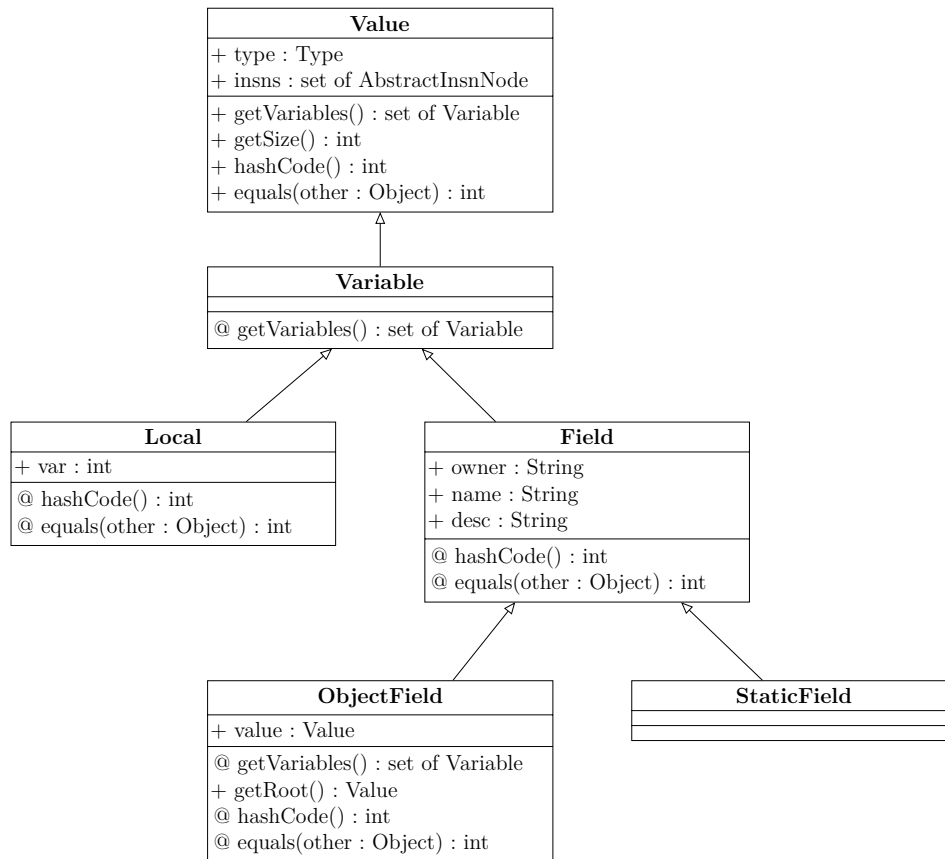 Value
+ type : Type
+ insns : set of AbstractInsnNode
+ getVariables() : set of Variable
+ getSize() : int
+ hashCode() : int
+ equals(other : Object) : int
Variable
@ getVariables() : set of Variable
Local
+ var : int
@ hashCode() : int
@ equals(other : Object) : int
Field
+ owner : String
+ name : String
+ desc : String
@ hashCode() : int
@ equals(other : Object) : int
ObjectField
+ value : Value
@ getVariables() : set of Variable
+ getRoot() : Value
@ hashCode() : int
@ equals(other : Object) : int
StaticField